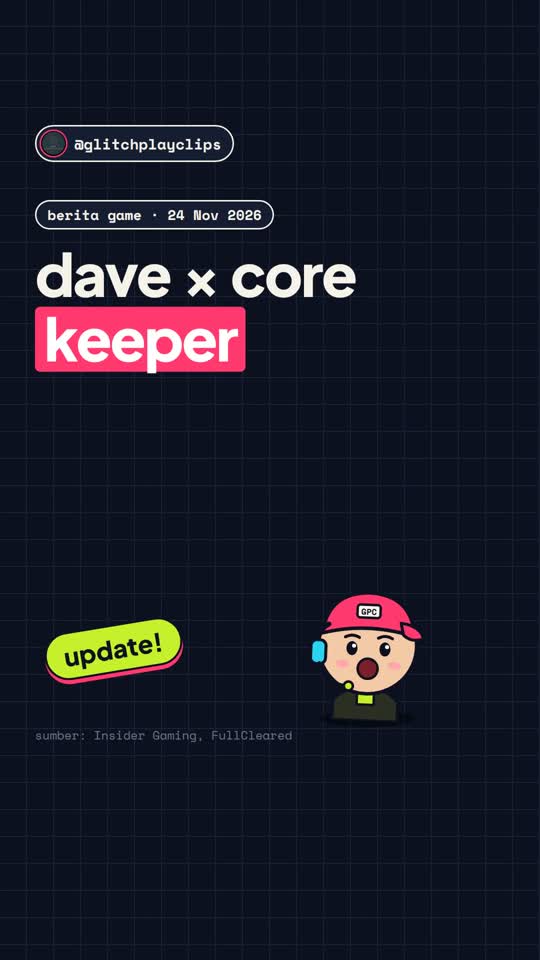 @glitchplayclips
berita game · 24 Nov 2026
dave × core
keeper
GPC
update!
sumber: Insider Gaming, FullCleared